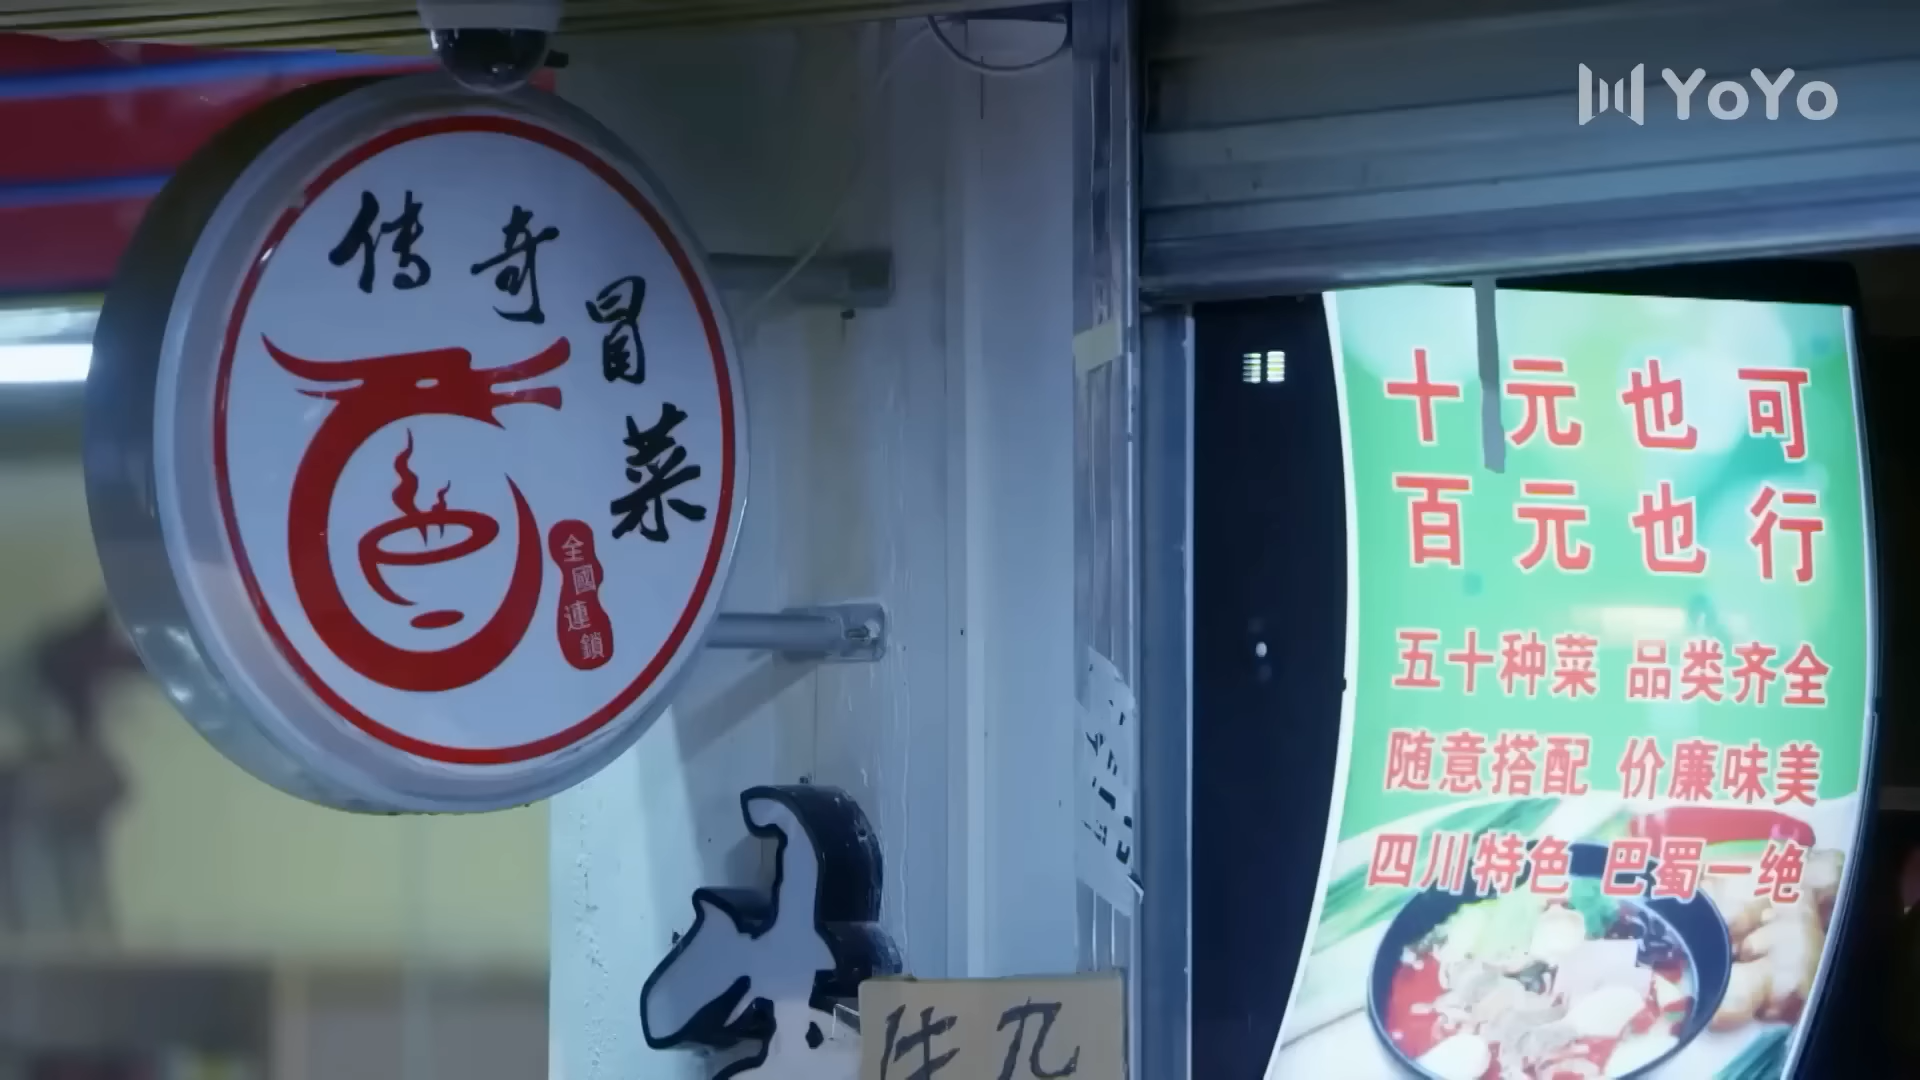 YoYo
传奇冒菜
全國連鎖
十元也可
百元也行
五十种菜 品类齐全
随意搭配 价廉味美
四川特色 巴蜀一绝